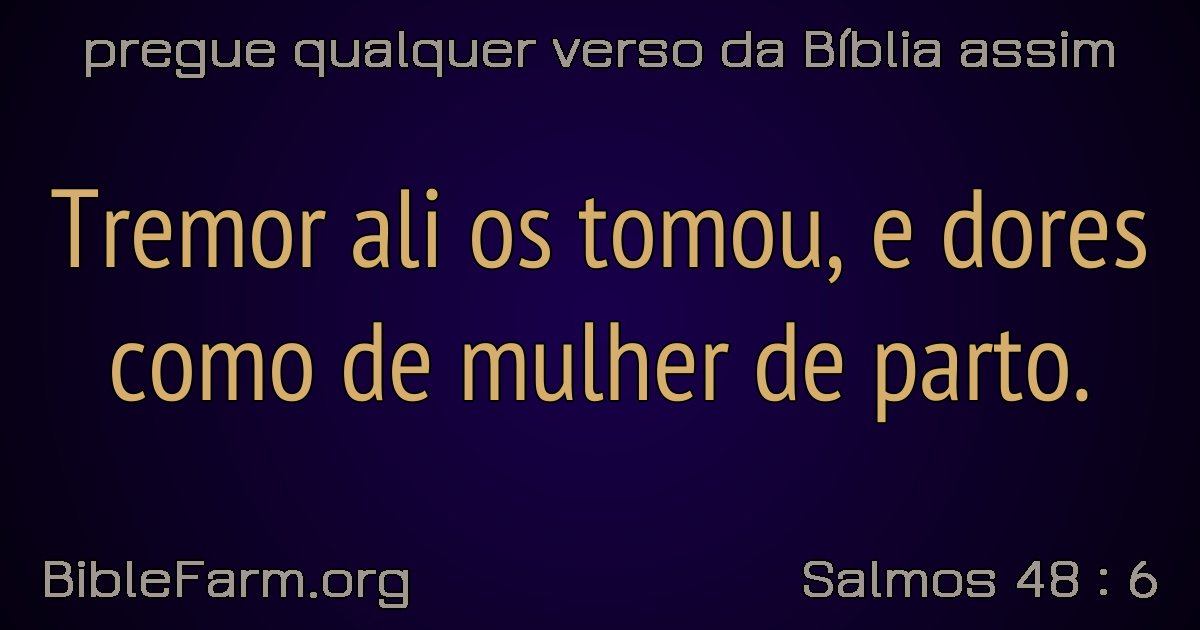 pregue qualquer verso da Bíblia assim
Tremor ali os tomou, e dores
como de mulher de parto.
BibleFarm.org
Salmos 48 : 6